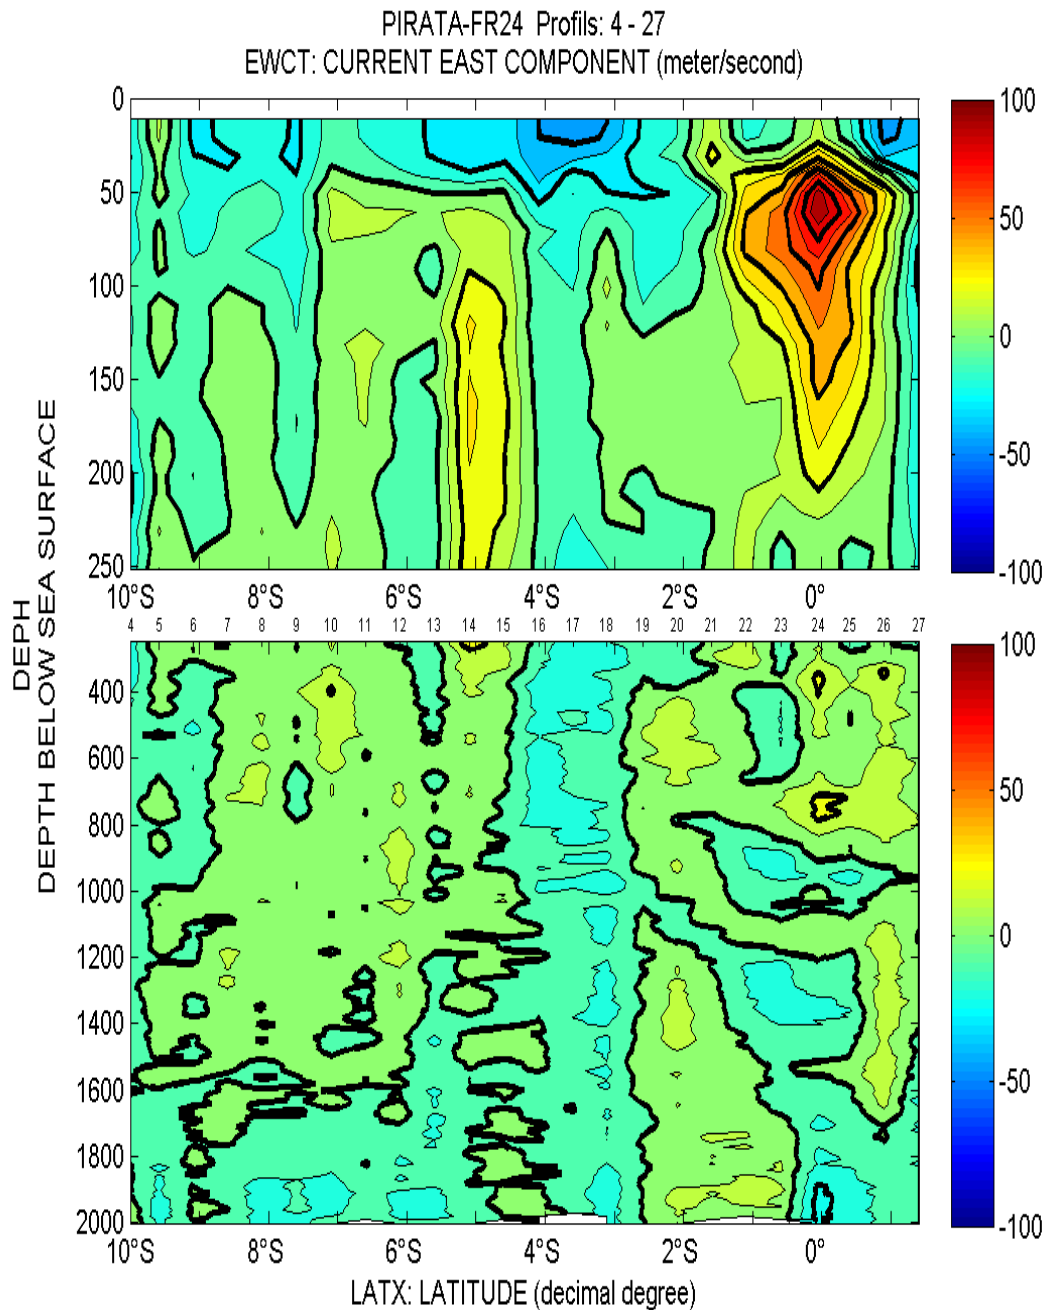 PIRATA-FR24 Profils: 4 - 27
EWCT: CURRENT EAST COMPONENT (meter/second)
0
50
100
150
200
250
10°S
8°S
6°S
4°S
2°S
0°
100
50
0
-50
-100
DEPH
DEPTH BELOW SEA SURFACE
4 5 6 7 8 9 10 11 12 13 14 15 16 17 18 19 20 21 22 23 24 25 26 27
400
600
800
1000
1200
1400
1600
1800
2000
10°S
8°S
6°S
4°S
2°S
0°
100
50
0
-50
-100
LATX: LATITUDE (decimal degree)